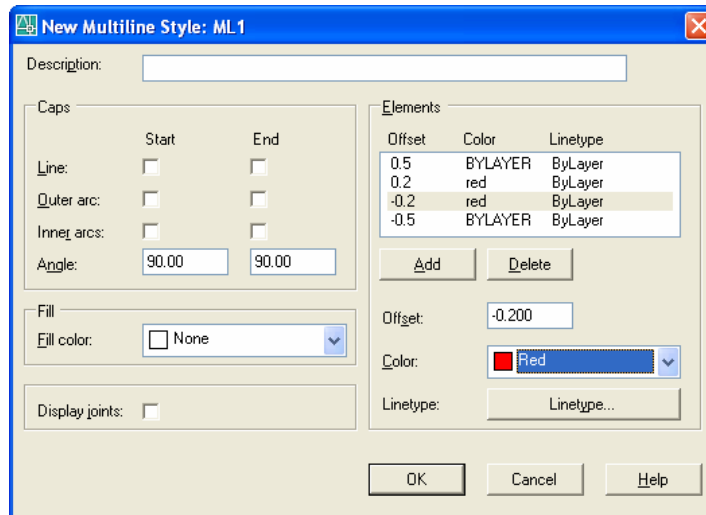 New Multiline Style: ML1
Description:
Caps
Start End
Line:
Outer arc:
Inner arcs:
Angle: 90.00 90.00
Fill
Fill color: None
Display joints:
Elements
Offset Color Linetype
0.5 BYLAYER ByLayer
0.2 red ByLayer
-0.2 red ByLayer
-0.5 BYLAYER ByLayer
Add Delete
Offset: -0.200
Color: Red
Linetype: Linetype...
OK Cancel Help